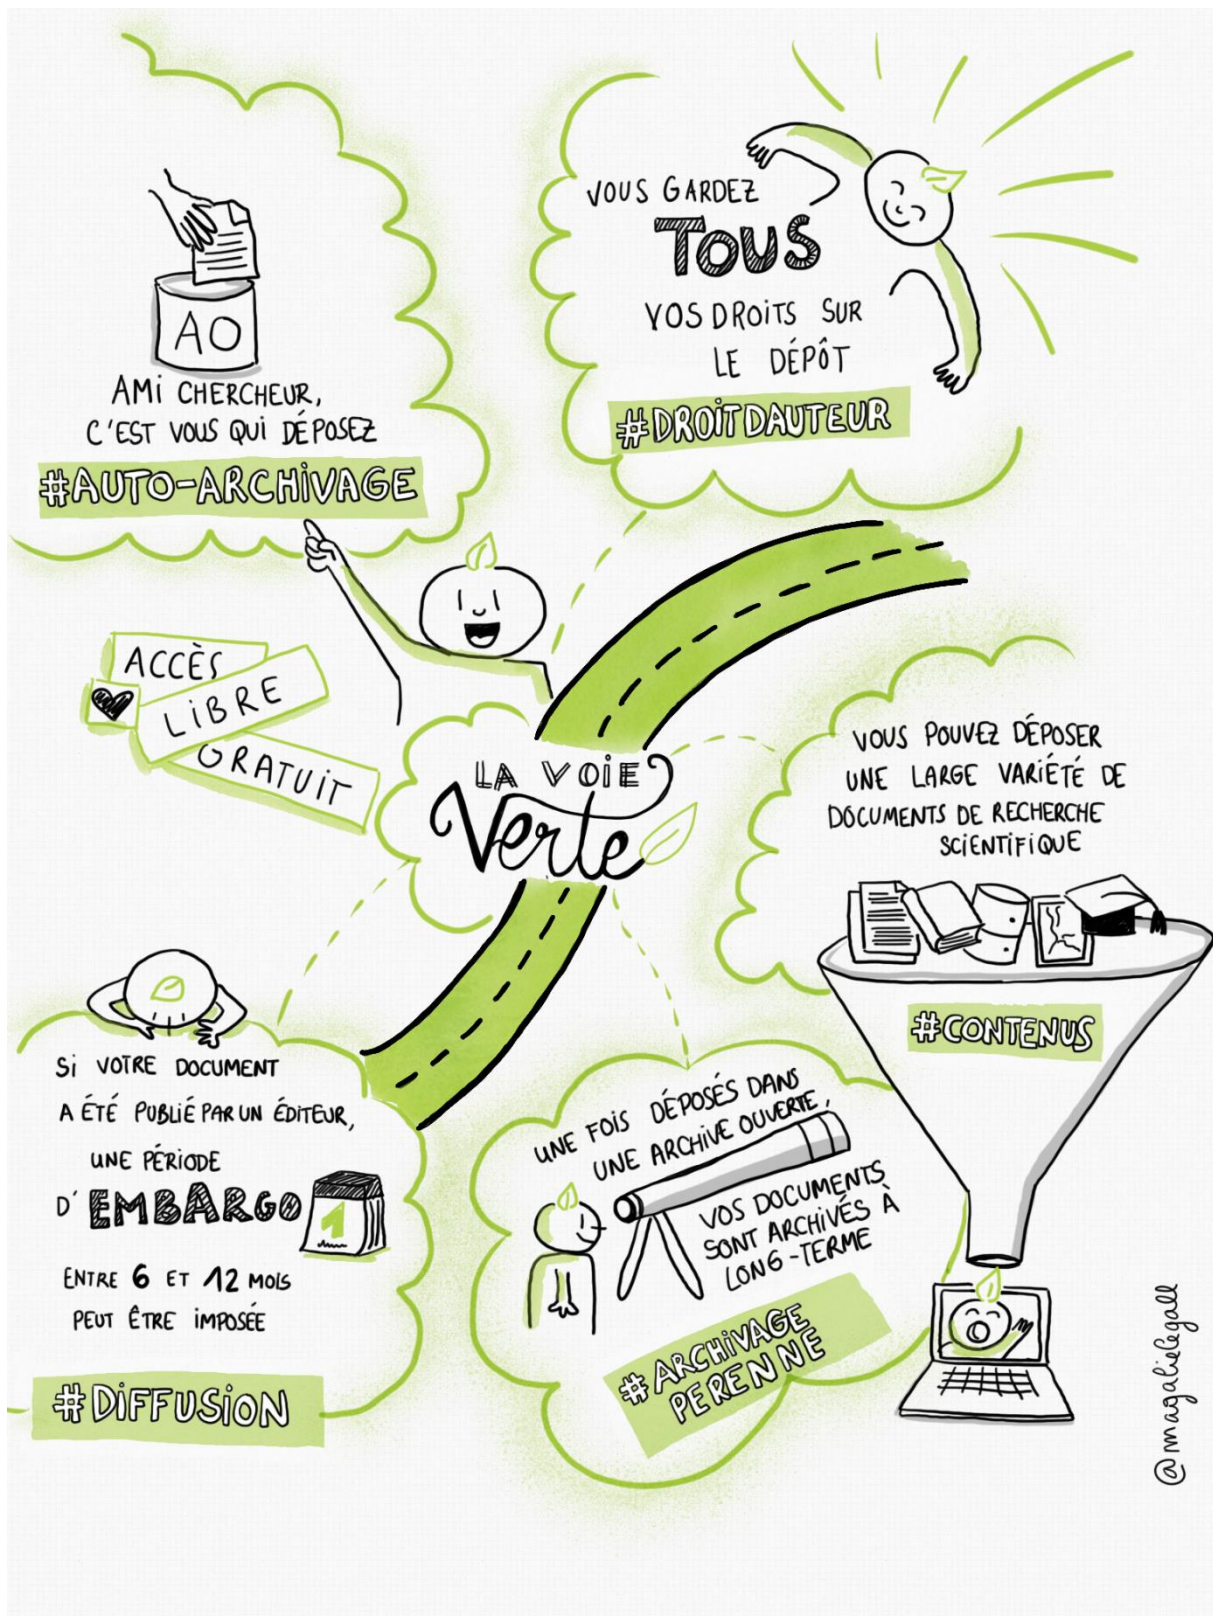 AO
AMI CHERCHEUR,
C'EST VOUS QUI DÉPOSEZ
#AUTO-ARCHIVAGE
VOUS GARDEZ
TOUS
VOS DROITS SUR
LE DÉPÔT
#DROITDAUTEUR
ACCÈS
LIBRE
GRATUIT
LA VOIE
Verte
VOUS POUVEZ DÉPOSER
UNE LARGE VARIÉTÉ DE
DOCUMENTS DE RECHERCHE
SCIENTIFIQUE
#CONTENUS
SI VOTRE DOCUMENT
A ÉTÉ PUBLIÉ PAR UN ÉDITEUR,
UNE PÉRIODE
D'EMBARGO
1
ENTRE 6 ET 12 MOIS
PEUT ÊTRE IMPOSÉE
#DIFFUSION
UNE FOIS DÉPOSÉS DANS
UNE ARCHIVE OUVERTE,
VOS DOCUMENTS
SONT ARCHIVÉS À
LONG-TERME
#ARCHIVAGE
PERENNE
@magalielegall